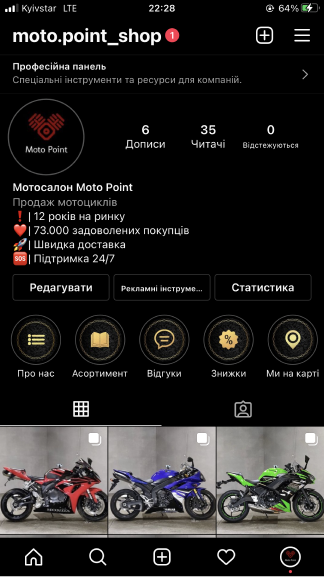 Kyivstar LTE
22:28
64%
moto.point_shop 1
Професійна панель
Спеціальні інструменти та ресурси для компаній.
Moto Point
6
Дописи
35
Читачі
0
Відстежуються
Мотосалон Moto Point
Продаж мотоциклів
❗| 12 років на ринку
❤️| 73.000 задоволених покупців
🚀| Швидка доставка
🆘| Підтримка 24/7
Редагувати
Рекламні інструме...
Статистика
Про нас
Асортимент
Відгуки
Знижки
Ми на карті
Moto Point